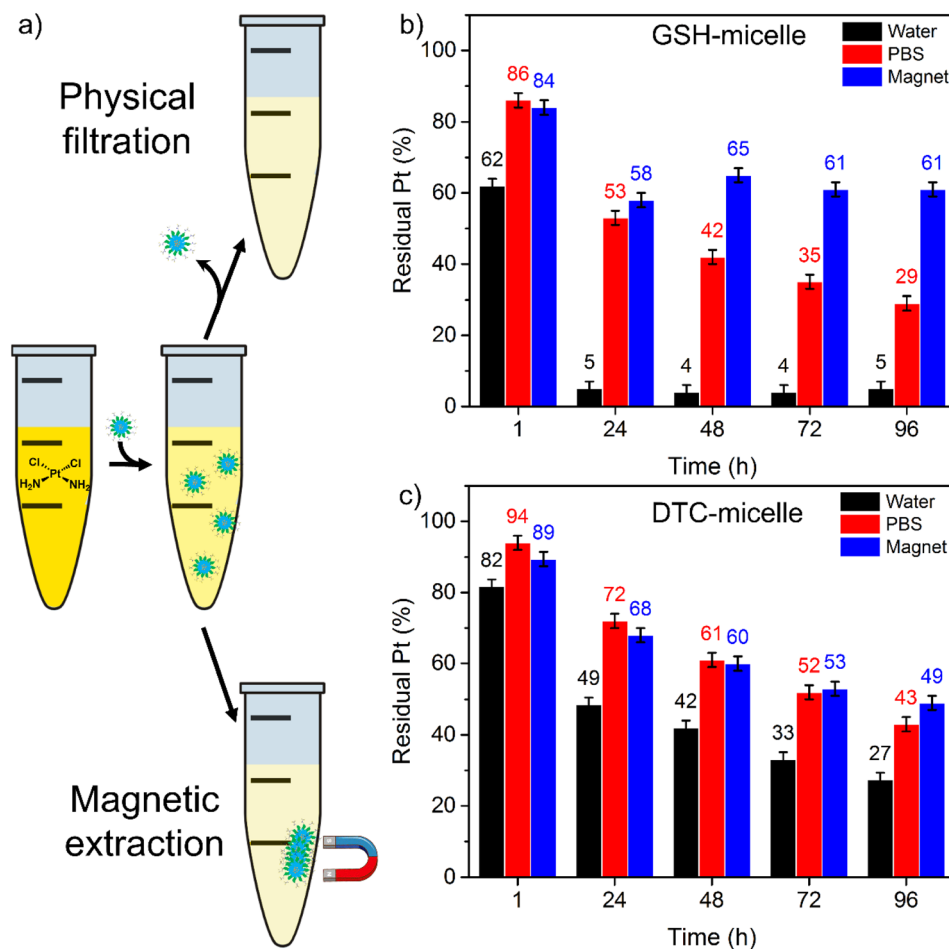 a)
Physical
filtration
Cl
Cl
Pt
H₂N
NH₂
Magnetic
extraction
b)
GSH-micelle
Water
PBS
Magnet
Residual Pt (%)
100
80
60
40
20
0
62
86
84
5
53
58
4
42
65
4
35
61
5
29
61
1
24
48
72
96
Time (h)
c)
DTC-micelle
Water
PBS
Magnet
Residual Pt (%)
100
80
60
40
20
0
82
94
89
49
72
68
42
61
60
33
52
53
27
43
49
1
24
48
72
96
Time (h)